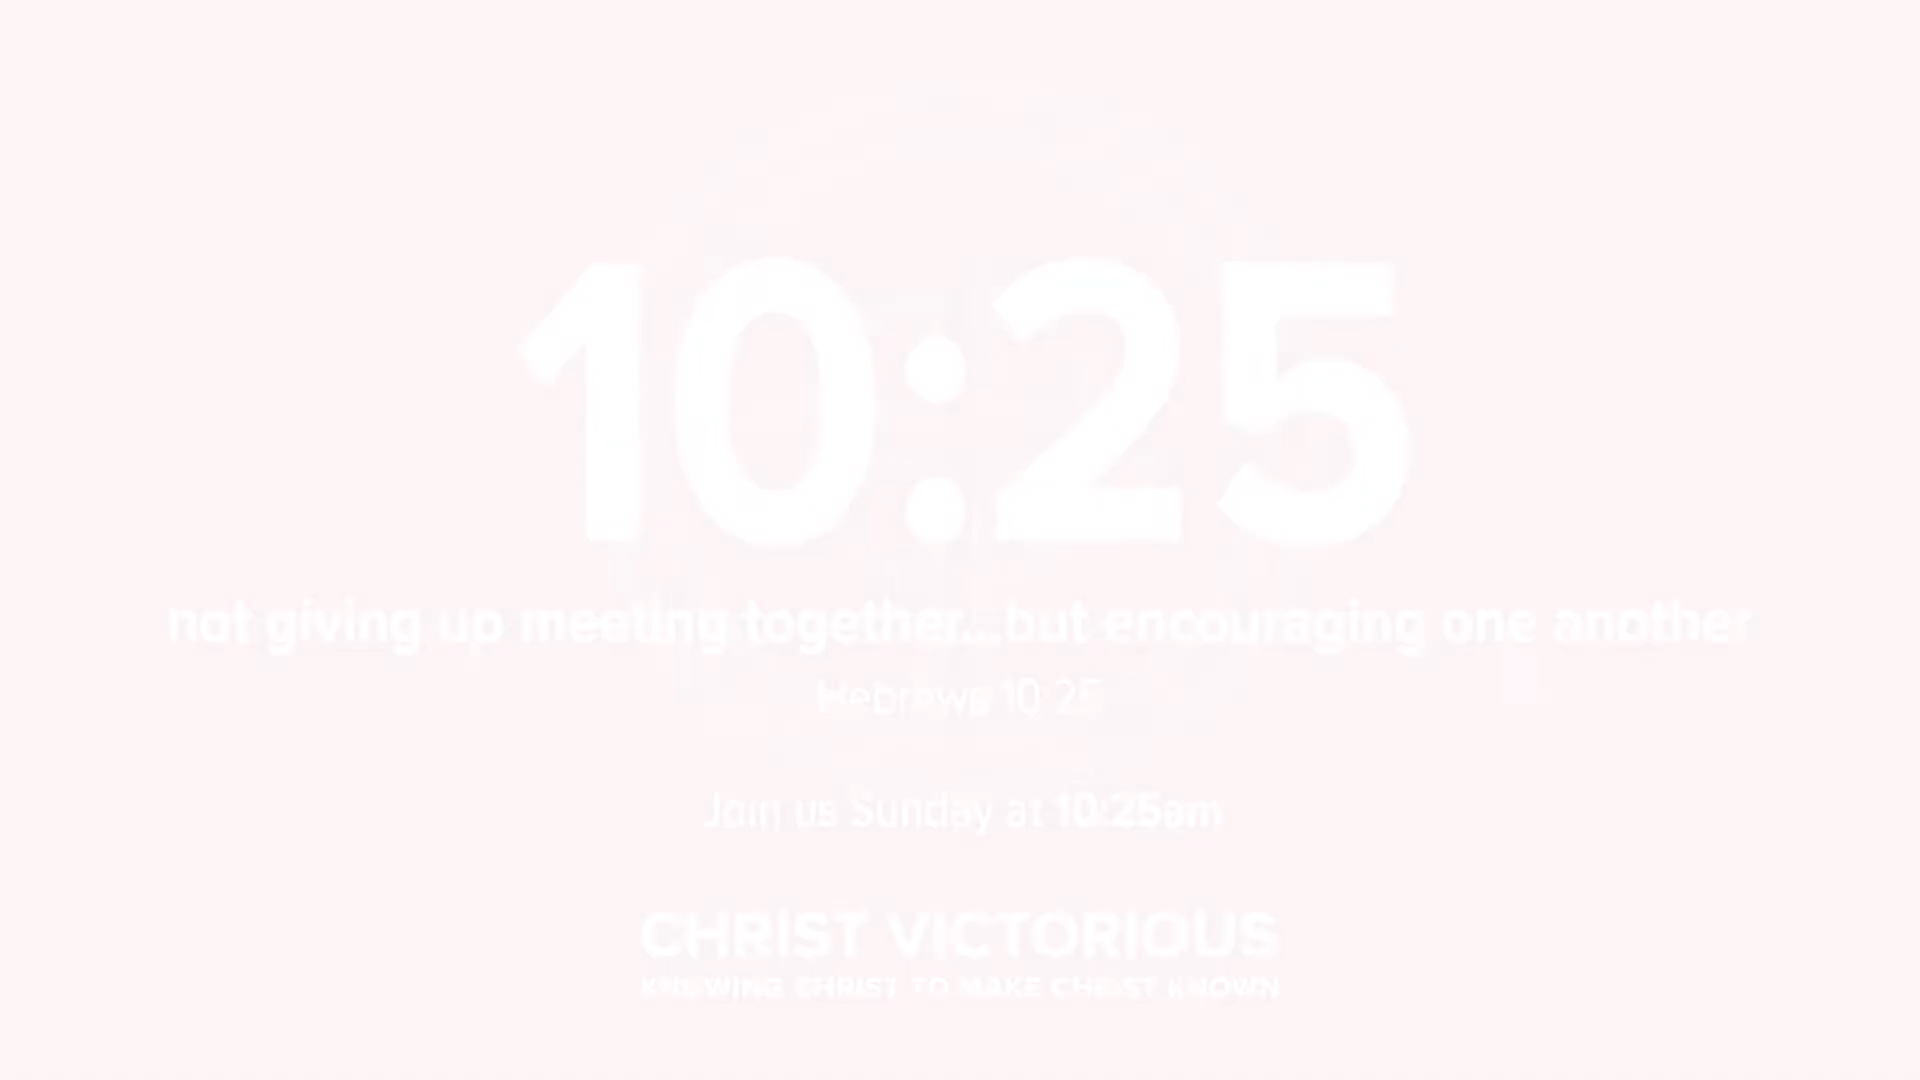 10:25
not giving up meeting together...but encouraging one another
Hebrews 10:25
Join us Sunday at 10:25am
CHRIST VICTORIOUS
KNOWING CHRIST TO MAKE CHRIST KNOWN